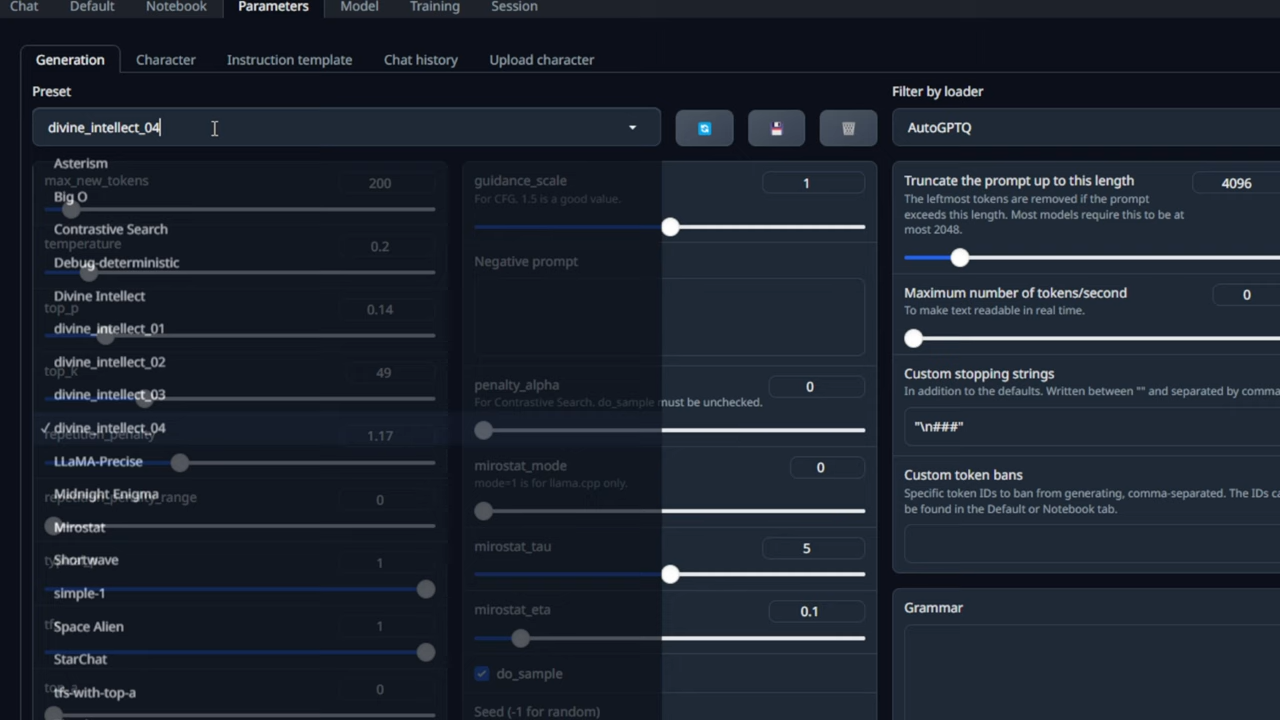 Chat Default Notebook Parameters Model Training Session
Generation Character Instruction template Chat history Upload character
Preset
divine_intellect_04
Asterism
max_new_tokens 200
Big O
Contrastive Search
temperature 0.2
Debug-deterministic
Divine Intellect
top_p 0.14
divine_intellect_01
divine_intellect_02
top_k 49
divine_intellect_03
✓ divine_intellect_04
repetition_penalty 1.17
LLaMA-Precise
Midnight Enigma
repetition_penalty_range 0
Mirostat
Shortwave
1
simple-1
Space Alien
1
StarChat
tfs-with-top-a
0
guidance_scale 1
For CFG. 1.5 is a good value.
Negative prompt
penalty_alpha 0
For Contrastive Search. do_sample must be unchecked.
mirostat_mode 0
mode=1 is for llama.cpp only.
mirostat_tau 5
mirostat_eta 0.1
do_sample
Seed (-1 for random)
Filter by loader
AutoGPTQ
Truncate the prompt up to this length 4096
The leftmost tokens are removed if the prompt
exceeds this length. Most models require this to be at
most 2048.
Maximum number of tokens/second 0
To make text readable in real time.
Custom stopping strings
In addition to the defaults. Written between "" and separated by comma
"\n###"
Custom token bans
Specific token IDs to ban from generating, comma-separated. The IDs ca
be found in the Default or Notebook tab.
Grammar